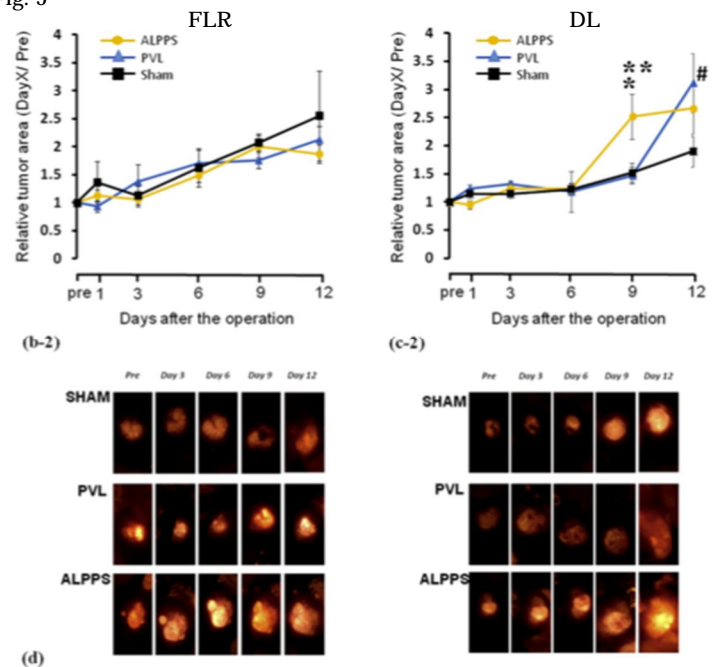 Fig. 5
FLR
DL
Relative tumor area (DayX/ Pre)
4
3.5
3
2.5
2
1.5
1
0.5
0
ALPPS
PVL
Sham
pre 1 3 6 9 12
Days after the operation
(b-2)
Relative tumor area (DayX/ Pre)
4
3.5
3
2.5
2
1.5
1
0.5
0
ALPPS
PVL
Sham
**
*
#
pre 1 3 6 9 12
Days after the operation
(c-2)
Pre Day 3 Day 6 Day 9 Day 12
SHAM
PVL
ALPPS
Pre Day 3 Day 6 Day 9 Day 12
SHAM
PVL
ALPPS
(d)